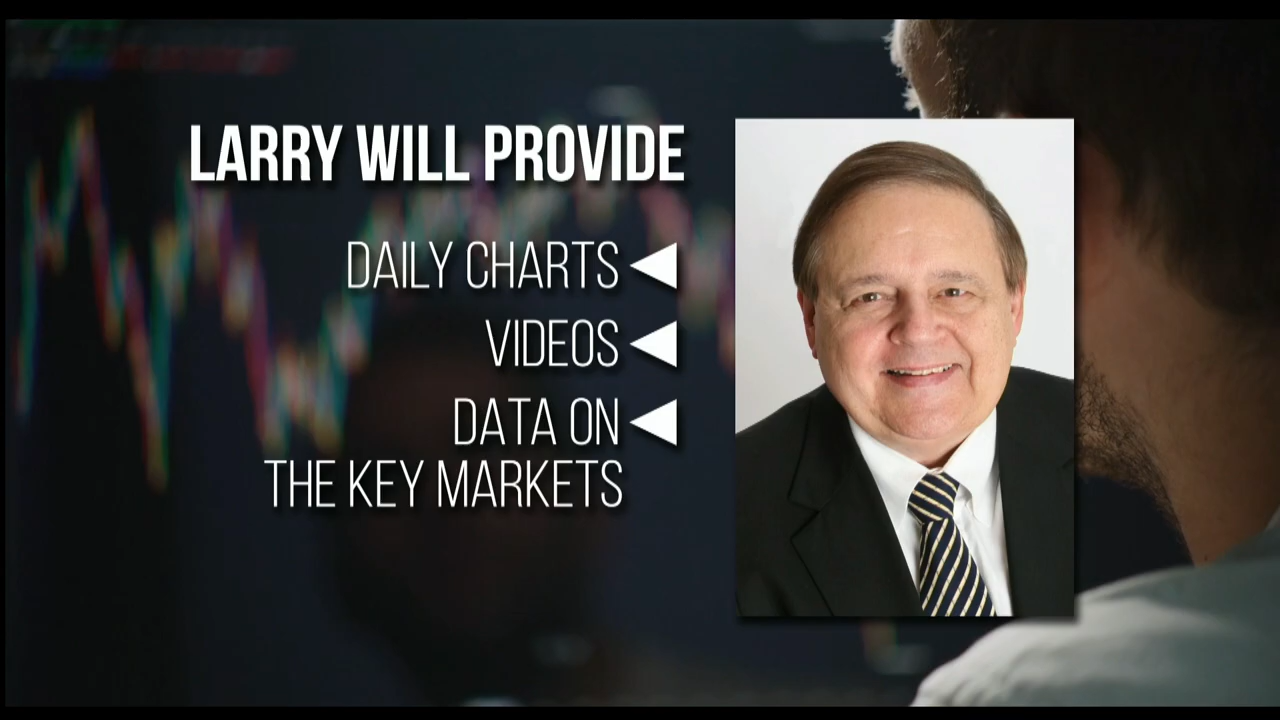 LARRY WILL PROVIDE
DAILY CHARTS
VIDEOS
DATA ON
THE KEY MARKETS